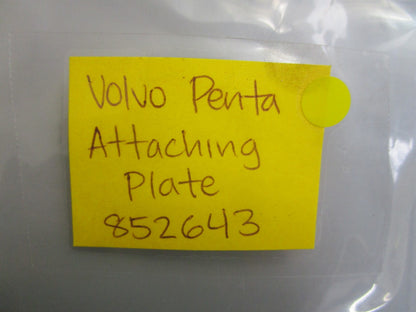 Volvo Penta
Attaching
Plate
852643